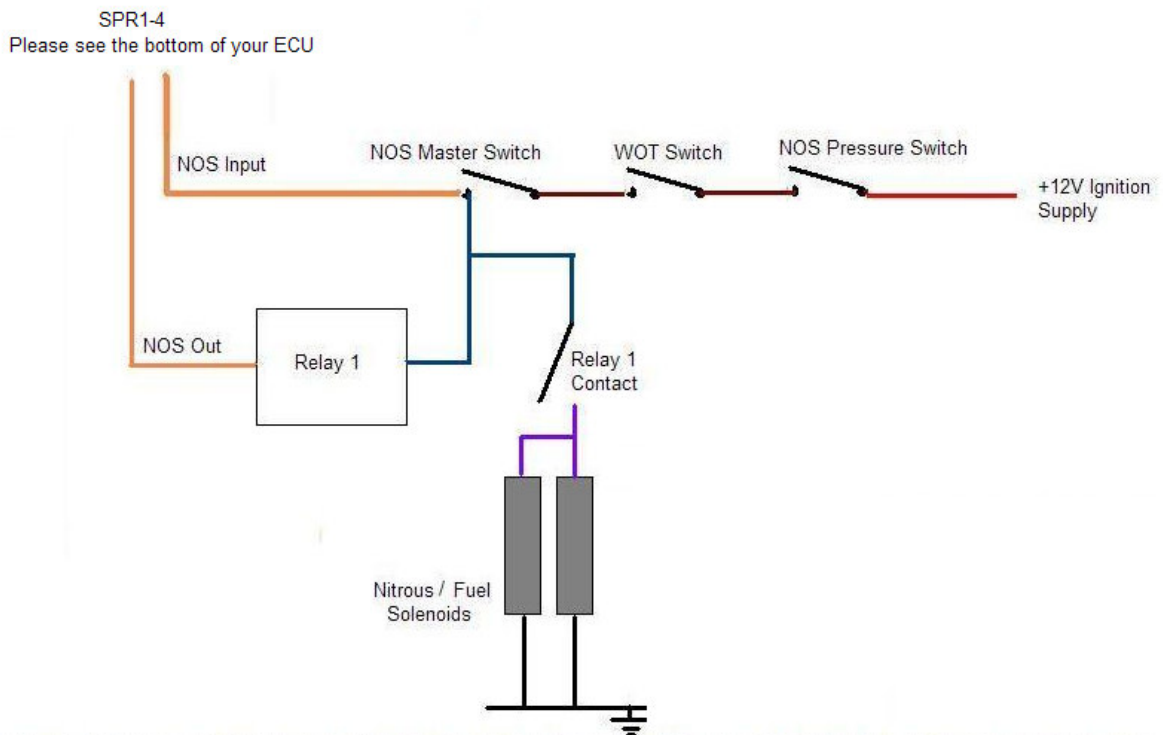 SPR1-4
Please see the bottom of your ECU
NOS Input
NOS Master Switch
WOT Switch
NOS Pressure Switch
+12V Ignition
Supply
NOS Out
Relay 1
Relay 1
Contact
Nitrous / Fuel
Solenoids